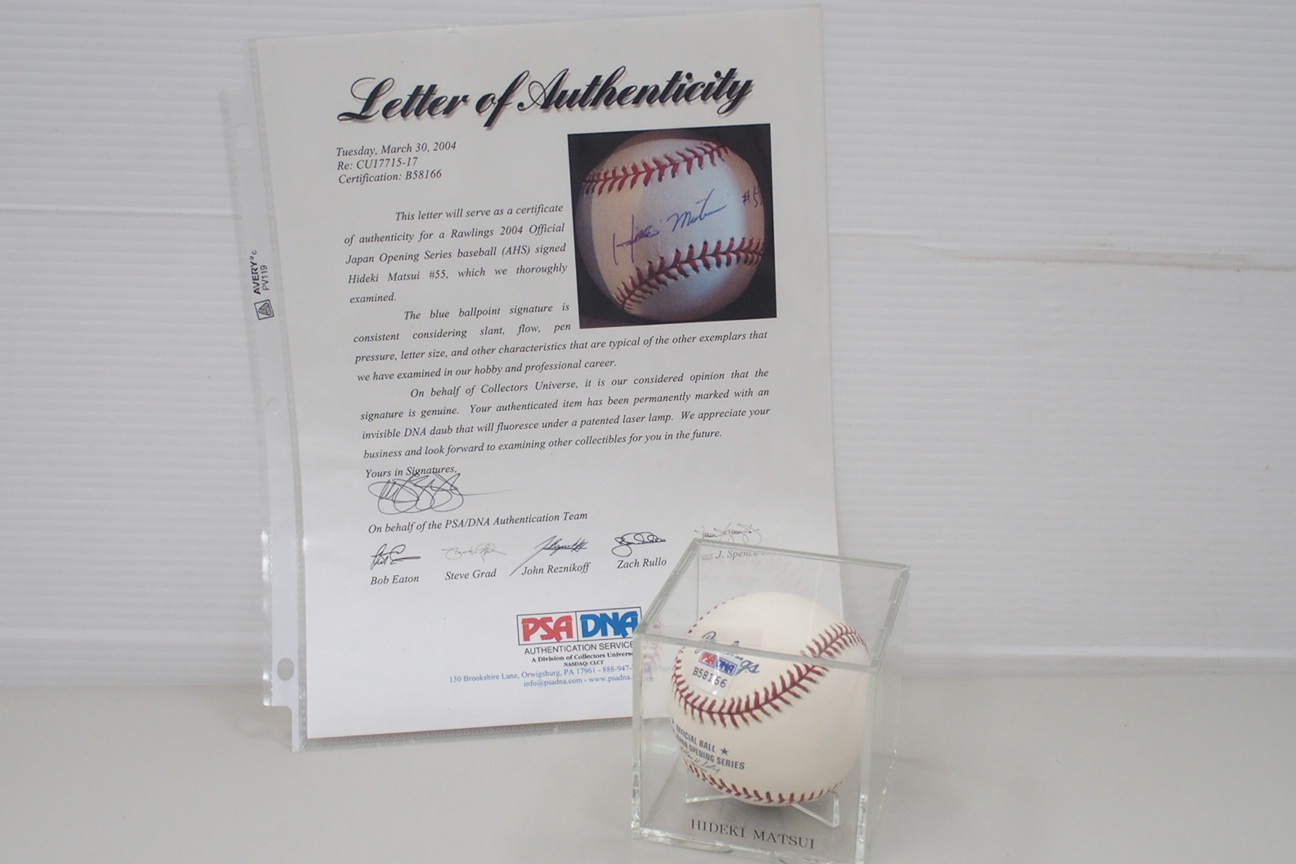 Letter of Authenticity
Tuesday, March 30, 2004
Re: CU17715-17
Certification: B58166
This letter will serve as a certificate
of authenticity for a Rawlings 2004 Official
Japan Opening Series baseball (AHS) signed
Hideki Matsui #55, which we thoroughly
examined.
The blue ballpoint signature is
consistent considering slant, flow, pen
pressure, letter size, and other characteristics that are typical of the other exemplars that
we have examined in our hobby and professional career.
On behalf of Collectors Universe, it is our considered opinion that the
signature is genuine. Your authenticated item has been permanently marked with an
invisible DNA daub that will fluoresce under a patented laser lamp. We appreciate your
business and look forward to examining other collectibles for you in the future.
Yours in Signatures,
On behalf of the PSA/DNA Authentication Team
Bob Eaton
Steve Grad
John Reznikoff
Zach Rullo
J. Spence
PSA DNA
AUTHENTICATION SERVICE
A Division of Collectors Universe
NASDAQ: CLCT
130 Brookshire Lane, Orwigsburg, PA 17961 - 888-947-
info@psadna.com - www.psadna.
AVERY®
PV119
#55
PSA DNA
OFFICIAL BALL
OPENING SERIES
HIDEKI MATSUI